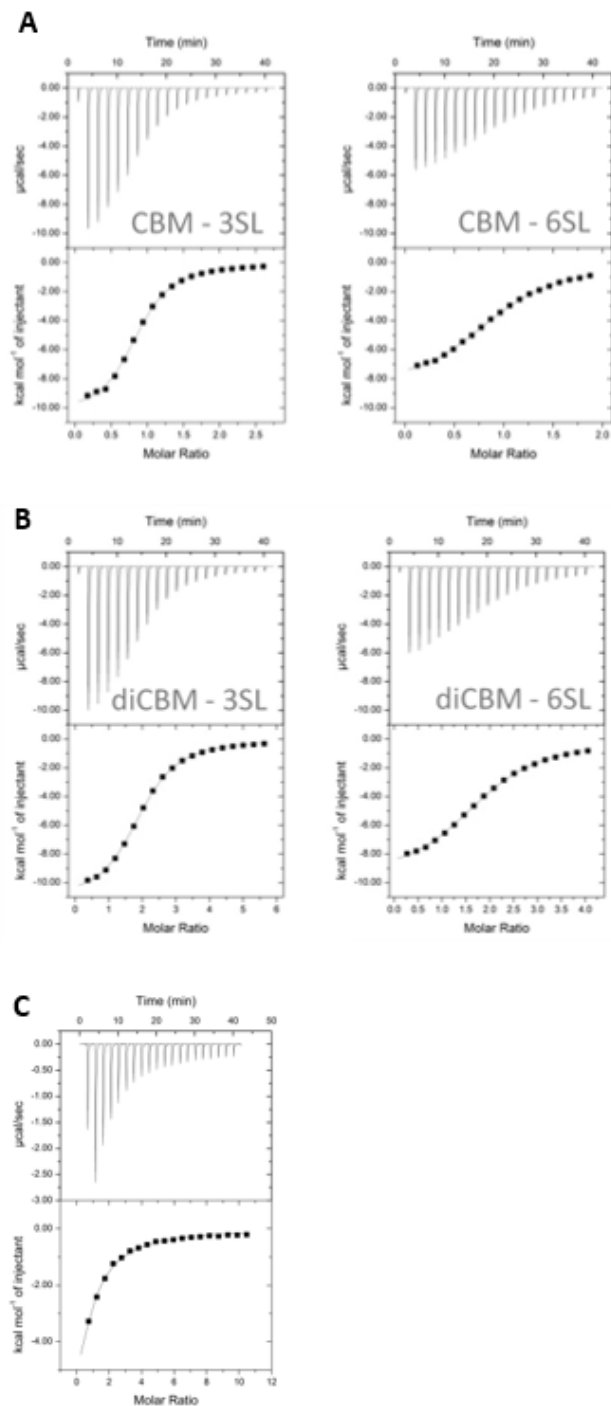 A
Time (min)
0 10 20 30 40
0.00
-2.00
-4.00
-6.00
-8.00
-10.00
µcal/sec
CBM - 3SL
0.00
-2.00
-4.00
-6.00
-8.00
-10.00
kcal mol⁻¹ of injectant
0.0 0.5 1.0 1.5 2.0 2.5
Molar Ratio
Time (min)
0 10 20 30 40
0.00
-2.00
-4.00
-6.00
-8.00
-10.00
µcal/sec
CBM - 6SL
0.00
-2.00
-4.00
-6.00
-8.00
-10.00
kcal mol⁻¹ of injectant
0.0 0.5 1.0 1.5 2.0
Molar Ratio
B
Time (min)
0 10 20 30 40
0.00
-2.00
-4.00
-6.00
-8.00
-10.00
µcal/sec
diCBM - 3SL
0.00
-2.00
-4.00
-6.00
-8.00
-10.00
kcal mol⁻¹ of injectant
0 1 2 3 4 5 6
Molar Ratio
Time (min)
0 10 20 30 40
0.00
-2.00
-4.00
-6.00
-8.00
-10.00
µcal/sec
diCBM - 6SL
0.00
-2.00
-4.00
-6.00
-8.00
-10.00
kcal mol⁻¹ of injectant
0.0 0.5 1.0 1.5 2.0 2.5 3.0 3.5 4.0
Molar Ratio
C
Time (min)
0 10 20 30 40 50
0.00
-0.50
-1.00
-1.50
-2.00
-2.50
-3.00
µcal/sec
0.00
-2.00
-4.00
kcal mol⁻¹ of injectant
0 2 4 6 8 10 12
Molar Ratio